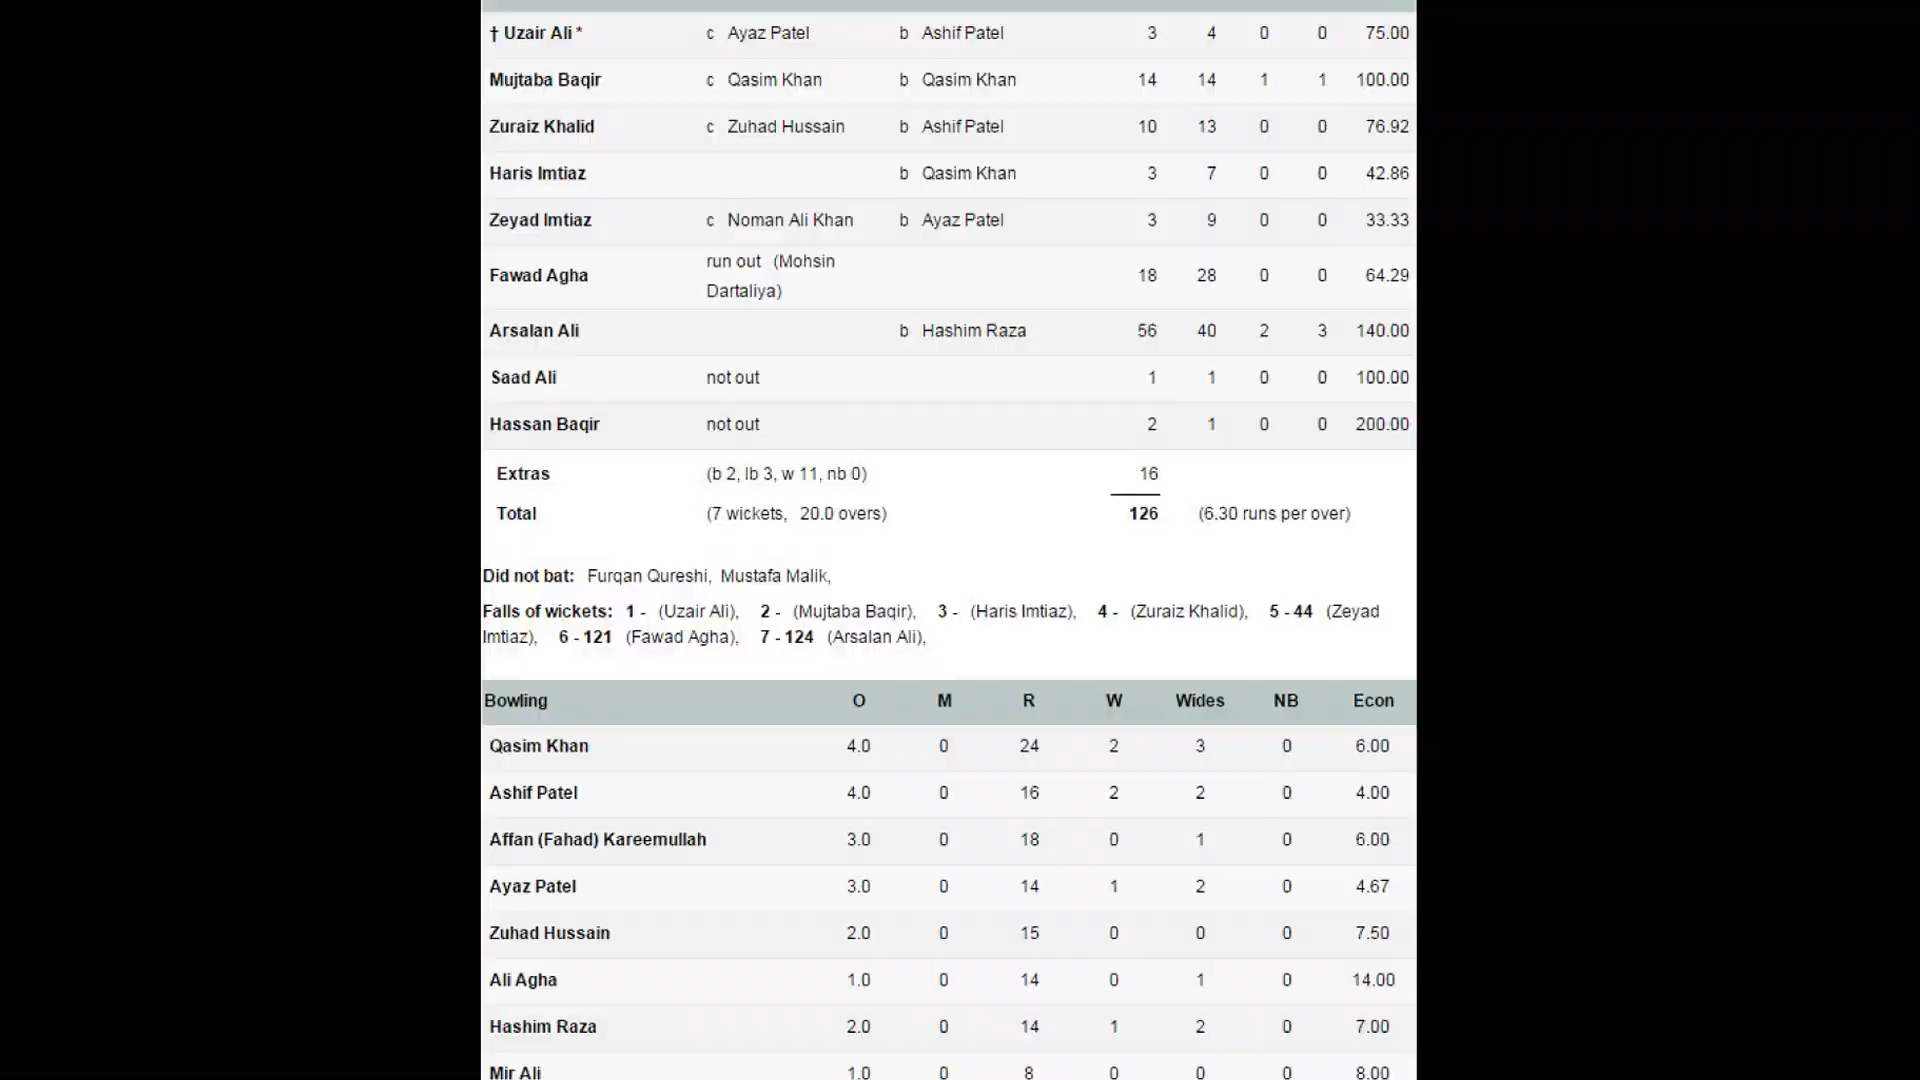 † Uzair Ali * c Ayaz Patel b Ashif Patel 3 4 0 0 75.00
Mujtaba Baqir c Qasim Khan b Qasim Khan 14 14 1 1 100.00
Zuraiz Khalid c Zuhad Hussain b Ashif Patel 10 13 0 0 76.92
Haris Imtiaz b Qasim Khan 3 7 0 0 42.86
Zeyad Imtiaz c Noman Ali Khan b Ayaz Patel 3 9 0 0 33.33
Fawad Agha run out (Mohsin Dartaliya) 18 28 0 0 64.29
Arsalan Ali b Hashim Raza 56 40 2 3 140.00
Saad Ali not out 1 1 0 0 100.00
Hassan Baqir not out 2 1 0 0 200.00
Extras (b 2, lb 3, w 11, nb 0) 16
Total (7 wickets, 20.0 overs) 126 (6.30 runs per over)
Did not bat: Furqan Qureshi, Mustafa Malik,
Falls of wickets: 1 - (Uzair Ali), 2 - (Mujtaba Baqir), 3 - (Haris Imtiaz), 4 - (Zuraiz Khalid), 5 - 44 (Zeyad
Imtiaz), 6 - 121 (Fawad Agha), 7 - 124 (Arsalan Ali),
Bowling O M R W Wides NB Econ
Qasim Khan 4.0 0 24 2 3 0 6.00
Ashif Patel 4.0 0 16 2 2 0 4.00
Affan (Fahad) Kareemullah 3.0 0 18 0 1 0 6.00
Ayaz Patel 3.0 0 14 1 2 0 4.67
Zuhad Hussain 2.0 0 15 0 0 0 7.50
Ali Agha 1.0 0 14 0 1 0 14.00
Hashim Raza 2.0 0 14 1 2 0 7.00
Mir Ali 1.0 0 8 0 0 0 8.00